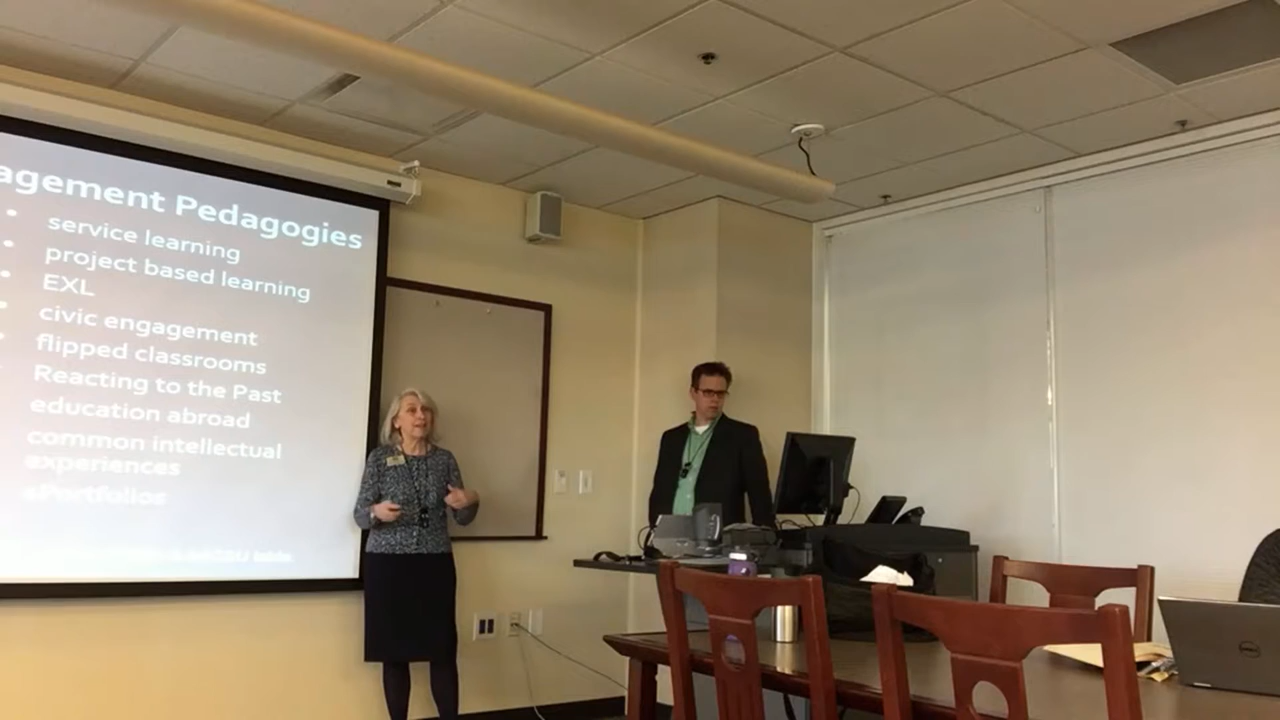 agement Pedagogies
• service learning
• project based learning
• EXL
• civic engagement
• flipped classrooms
Reacting to the Past
education abroad
common intellectual
experiences
ePortfolios
DELL